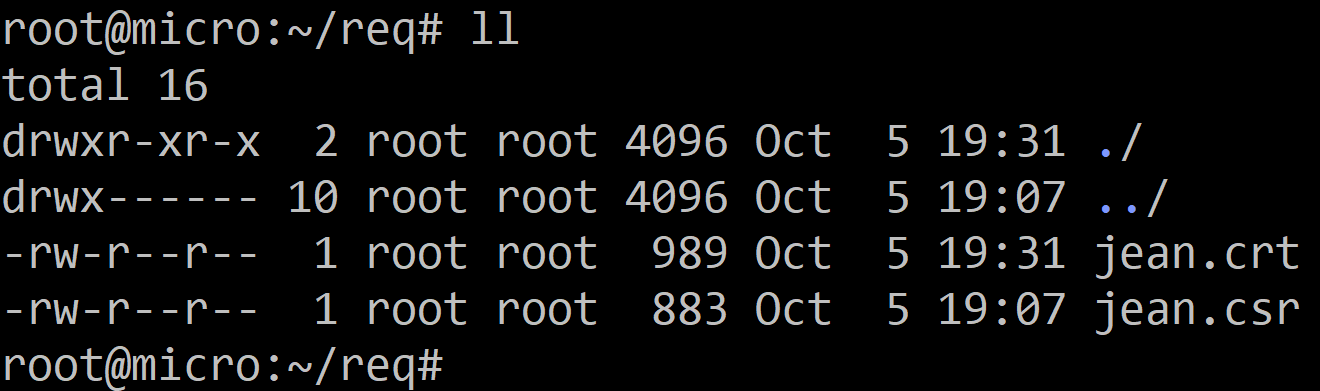 root@micro:~/req# ll
total 16
drwxr-xr-x  2 root root 4096 Oct  5 19:31 ./
drwx------ 10 root root 4096 Oct  5 19:07 ../
-rw-r--r--  1 root root  989 Oct  5 19:31 jean.crt
-rw-r--r--  1 root root  883 Oct  5 19:07 jean.csr
root@micro:~/req#